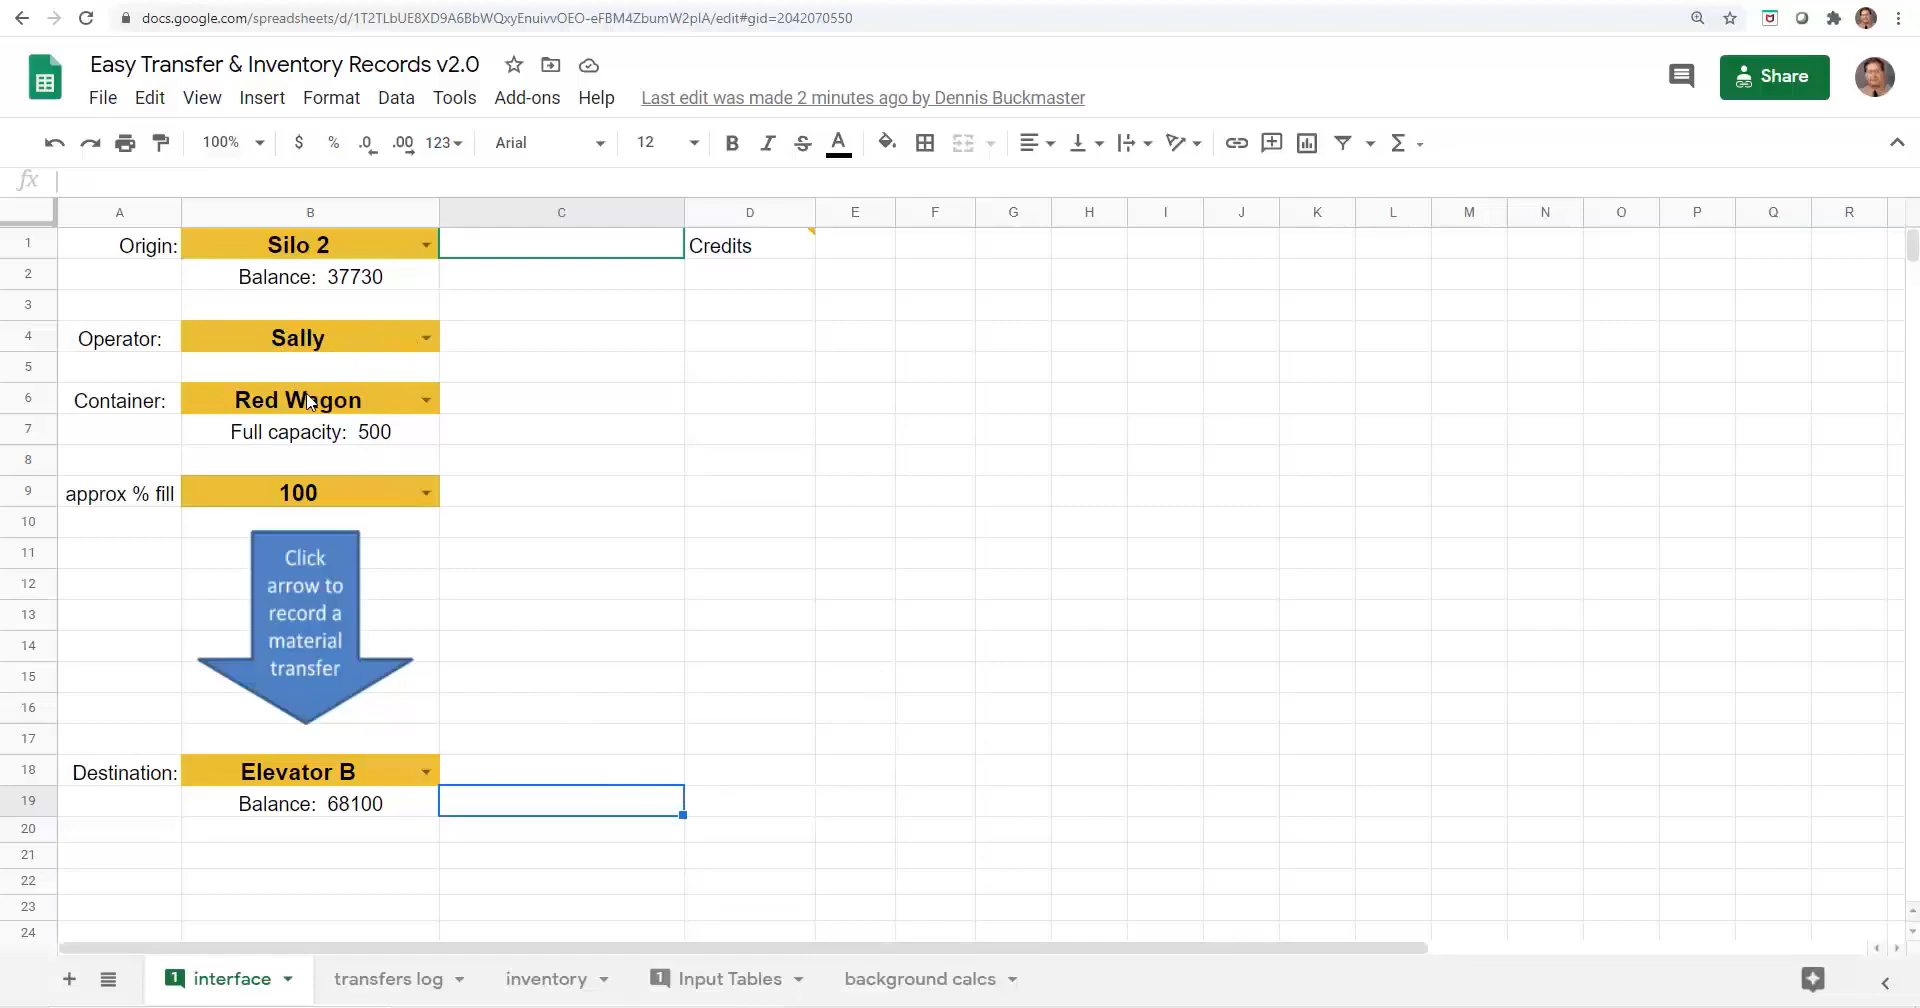 docs.google.com/spreadsheets/d/1T2TLbUE8XD9A6BbWQxyEnuivvOEO-eFBM4ZbumW2pIA/edit#gid=2042070550
Easy Transfer & Inventory Records v2.0
Share
File Edit View Insert Format Data Tools Add-ons Help Last edit was made 2 minutes ago by Dennis Buckmaster
100% $ % .0 .00 123 Arial 12 B I S A Σ
fx
A B C D E F G H I J K L M N O P Q R
1 Origin: Silo 2 Credits
2 Balance: 37730
3
4 Operator: Sally
5
6 Container: Red Wagon
7 Full capacity: 500
8
9 approx % fill 100
10
11 Click
12 arrow to
13 record a
14 material
15 transfer
16
17
18 Destination: Elevator B
19 Balance: 68100
20
21
22
23
24
+ 1 interface transfers log inventory 1 Input Tables background calcs